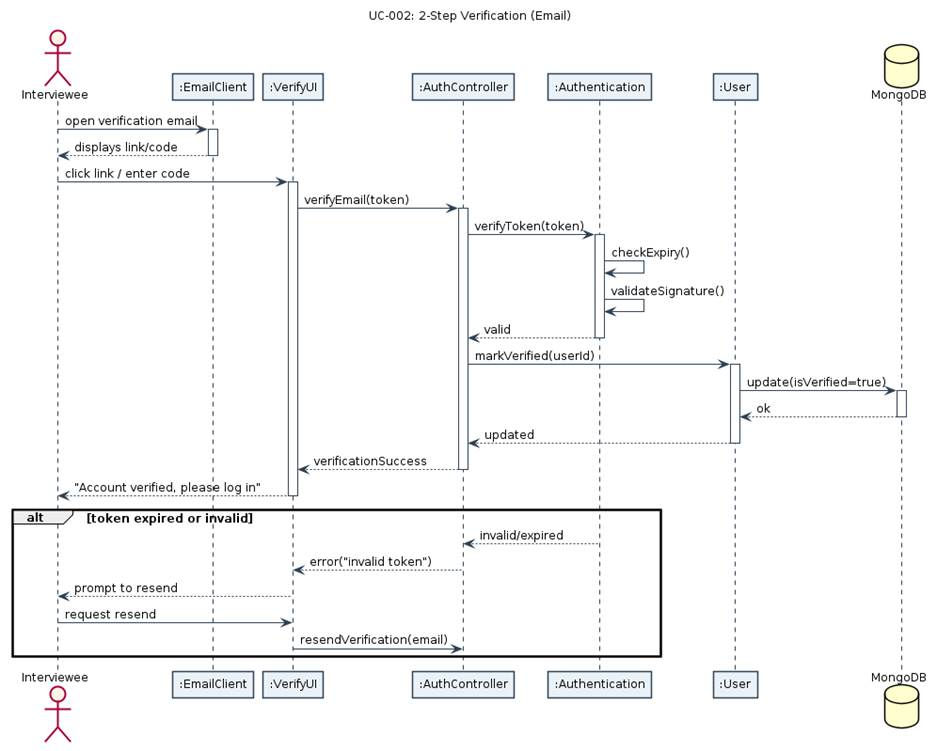 UC-002: 2-Step Verification (Email)
Interviewee
:EmailClient
:VerifyUI
:AuthController
:Authentication
:User
MongoDB
open verification email
displays link/code
click link / enter code
verifyEmail(token)
verifyToken(token)
checkExpiry()
validateSignature()
valid
markVerified(userId)
update(isVerified=true)
ok
updated
verificationSuccess
"Account verified, please log in"
alt [token expired or invalid]
invalid/expired
error("invalid token")
prompt to resend
request resend
resendVerification(email)
Interviewee
:EmailClient
:VerifyUI
:AuthController
:Authentication
:User
MongoDB